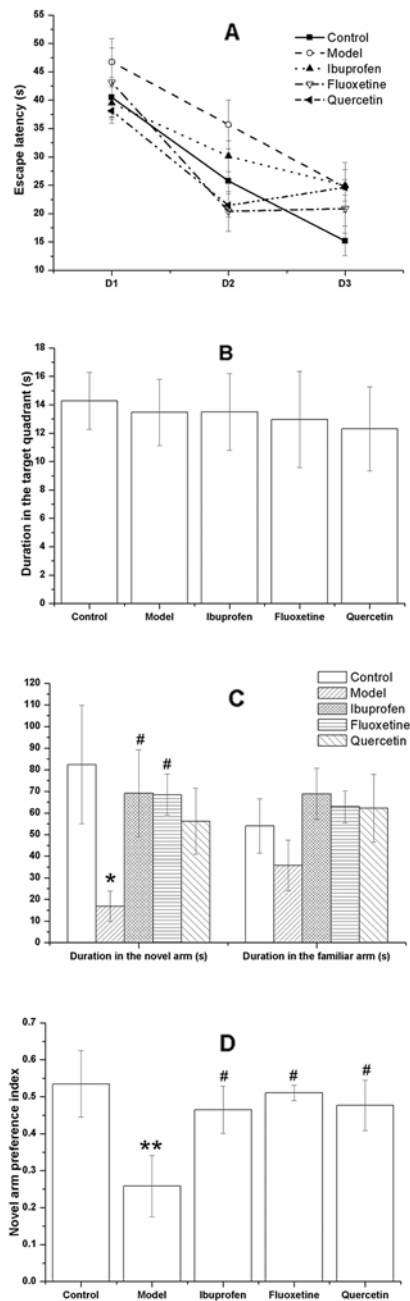 A
Control
Model
Ibuprofen
Fluoxetine
Quercetin
Escape latency (s)
50
45
40
35
30
25
20
15
10
D1 D2 D3
B
Duration in the target quadrant (s)
18
16
14
12
10
8
6
4
2
0
Control Model Ibuprofen Fluoxetine Quercetin
C
Control
Model
Ibuprofen
Fluoxetine
Quercetin
120
110
100
90
80
70
60
50
40
30
20
10
0
# #
*
Duration in the novel arm (s) Duration in the familiar arm (s)
D
Novel arm preference index
0.7
0.6
0.5
0.4
0.3
0.2
0.1
0.0
# # #
**
Control Model Ibuprofen Fluoxetine Quercetin